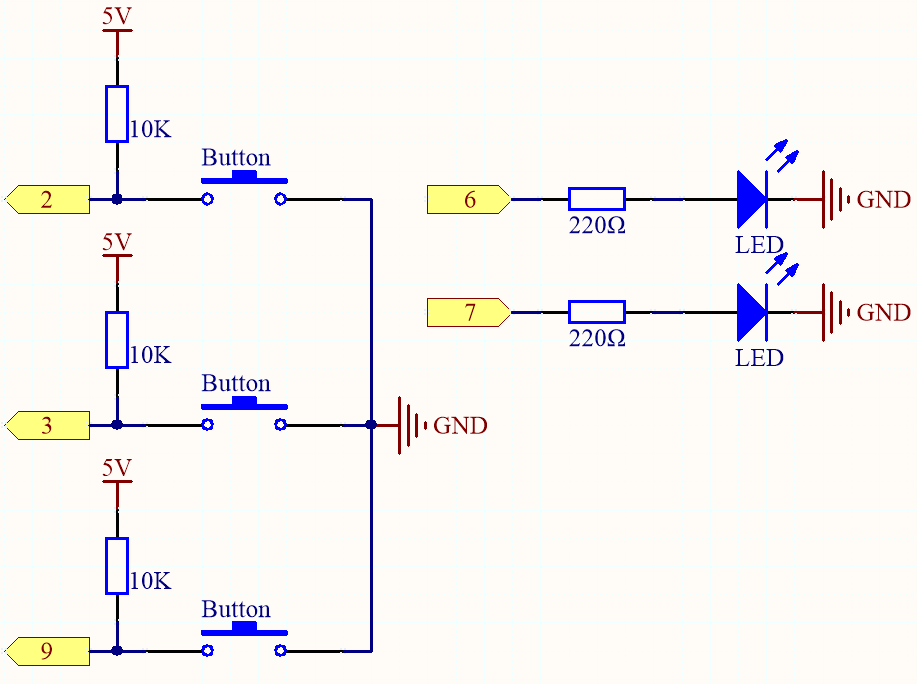 5V
10K
Button
2
5V
10K
Button
3
GND
5V
10K
Button
9
6
220Ω
LED
GND
7
220Ω
LED
GND